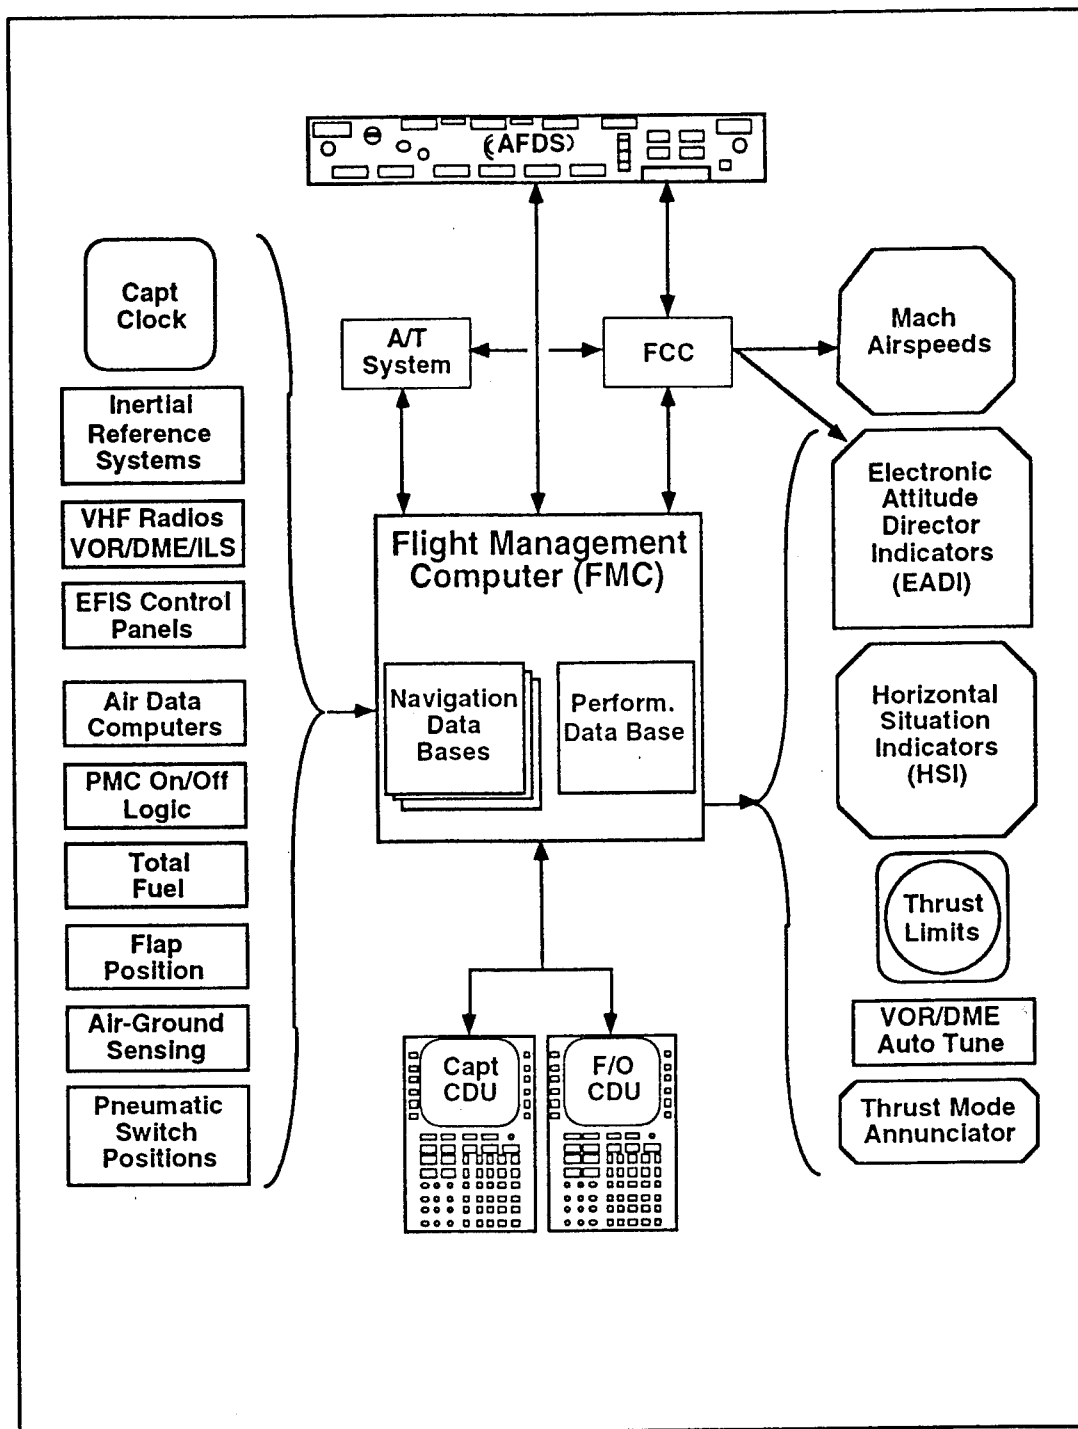 (AFDS)
Capt
Clock
Inertial
Reference
Systems
VHF Radios
VOR/DME/ILS
EFIS Control
Panels
Air Data
Computers
PMC On/Off
Logic
Total
Fuel
Flap
Position
Air-Ground
Sensing
Pneumatic
Switch
Positions
A/T
System
FCC
Flight Management
Computer (FMC)
Navigation
Data
Bases
Perform.
Data Base
Capt
CDU
F/O
CDU
Mach
Airspeeds
Electronic
Attitude
Director
Indicators
(EADI)
Horizontal
Situation
Indicators
(HSI)
Thrust
Limits
VOR/DME
Auto Tune
Thrust Mode
Annunciator